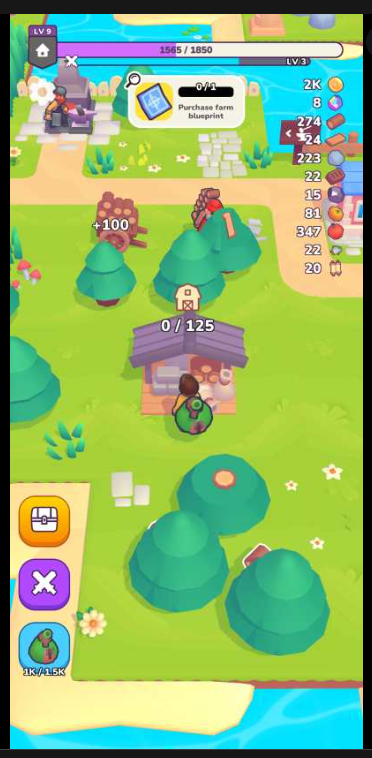 LV 9
1565 / 1850
LV 3
0 / 1
Purchase farm
blueprint
2K
8
274
24
223
22
15
81
347
22
20
+100
0 / 125
1K / 1.5K